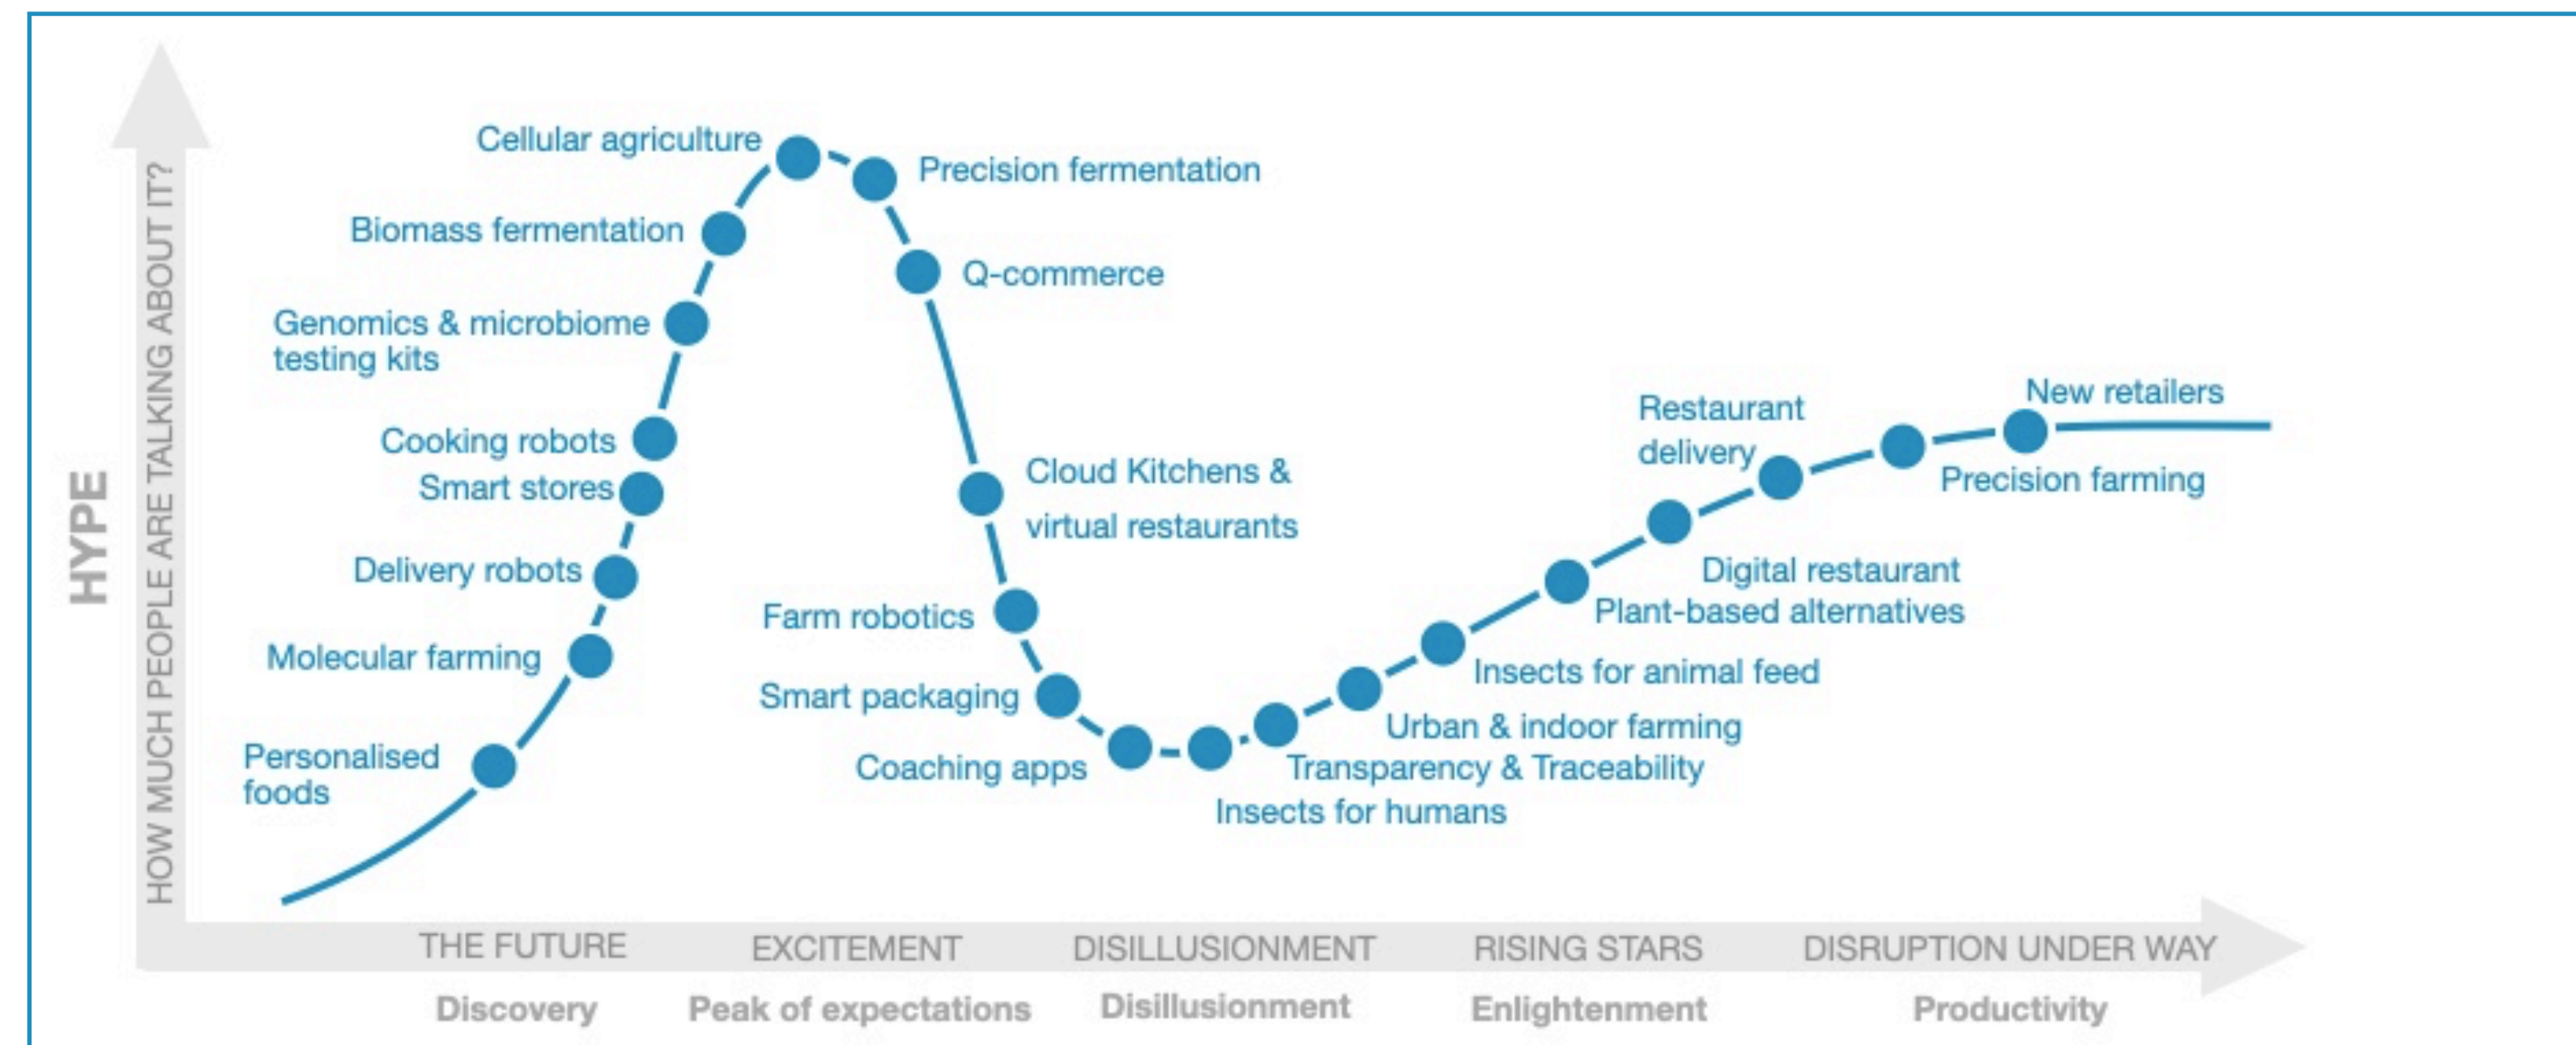 HYPE
HOW MUCH PEOPLE ARE TALKING ABOUT IT?
Cellular agriculture
Precision fermentation
Biomass fermentation
Q-commerce
Genomics & microbiome
testing kits
Cooking robots
Smart stores
Delivery robots
Molecular farming
Personalised
foods
Cloud Kitchens &
virtual restaurants
Farm robotics
Smart packaging
Coaching apps
Insects for humans
Transparency & Traceability
Urban & indoor farming
Insects for animal feed
Plant-based alternatives
Digital restaurant
Restaurant
delivery
Precision farming
New retailers
THE FUTURE
EXCITEMENT
DISILLUSIONMENT
RISING STARS
DISRUPTION UNDER WAY
Discovery
Peak of expectations
Disillusionment
Enlightenment
Productivity